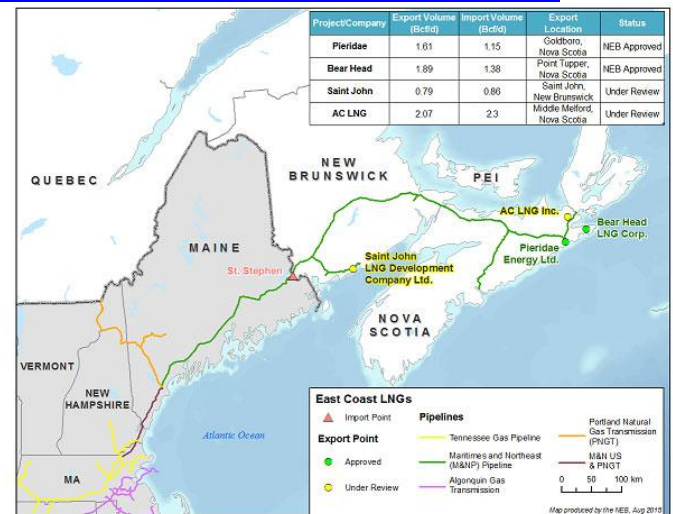 Project/Company Export Volume (Bcf/d) Import Volume (Bcf/d) Export Location Status
Pieridae 1.61 1.15 Goldboro, Nova Scotia NEB Approved
Bear Head 1.89 1.38 Point Tupper, Nova Scotia NEB Approved
Saint John 0.79 0.86 Saint John, New Brunswick Under Review
AC LNG 2.07 2.3 Middle Melford, Nova Scotia Under Review
QUEBEC
NEW
BRUNSWICK
PEI
MAINE
AC LNG Inc.
Bear Head
LNG Corp.
Pieridae
Energy Ltd.
St. Stephen
Saint John
LNG Development
Company Ltd.
NOVA
SCOTIA
VERMONT
NEW
HAMPSHIRE
Atlantic Ocean
MA
East Coast LNGs
Import Point
Export Point
Approved
Under Review
Pipelines
Tennessee Gas Pipeline
Maritimes and Northeast
(M&NP) Pipeline
Algonquin Gas
Transmission
Portland Natural
Gas Transmission
(PNGT)
M&N US
& PNGT
0 50 100 km
Map produced by the NEB, Aug 2015